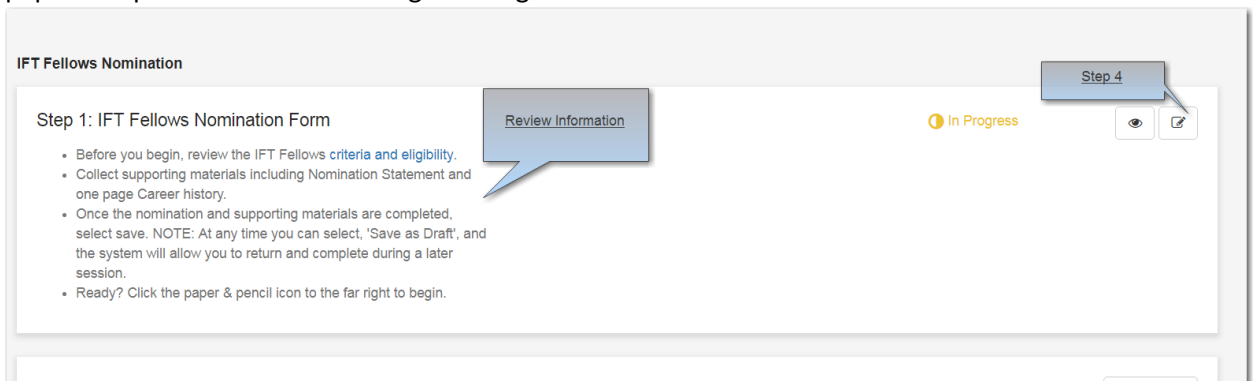 IFT Fellows Nomination
Step 4
Step 1: IFT Fellows Nomination Form
Review Information
In Progress
• Before you begin, review the IFT Fellows criteria and eligibility.
• Collect supporting materials including Nomination Statement and
one page Career history.
• Once the nomination and supporting materials are completed,
select save. NOTE: At any time you can select, 'Save as Draft', and
the system will allow you to return and complete during a later
session.
• Ready? Click the paper & pencil icon to the far right to begin.